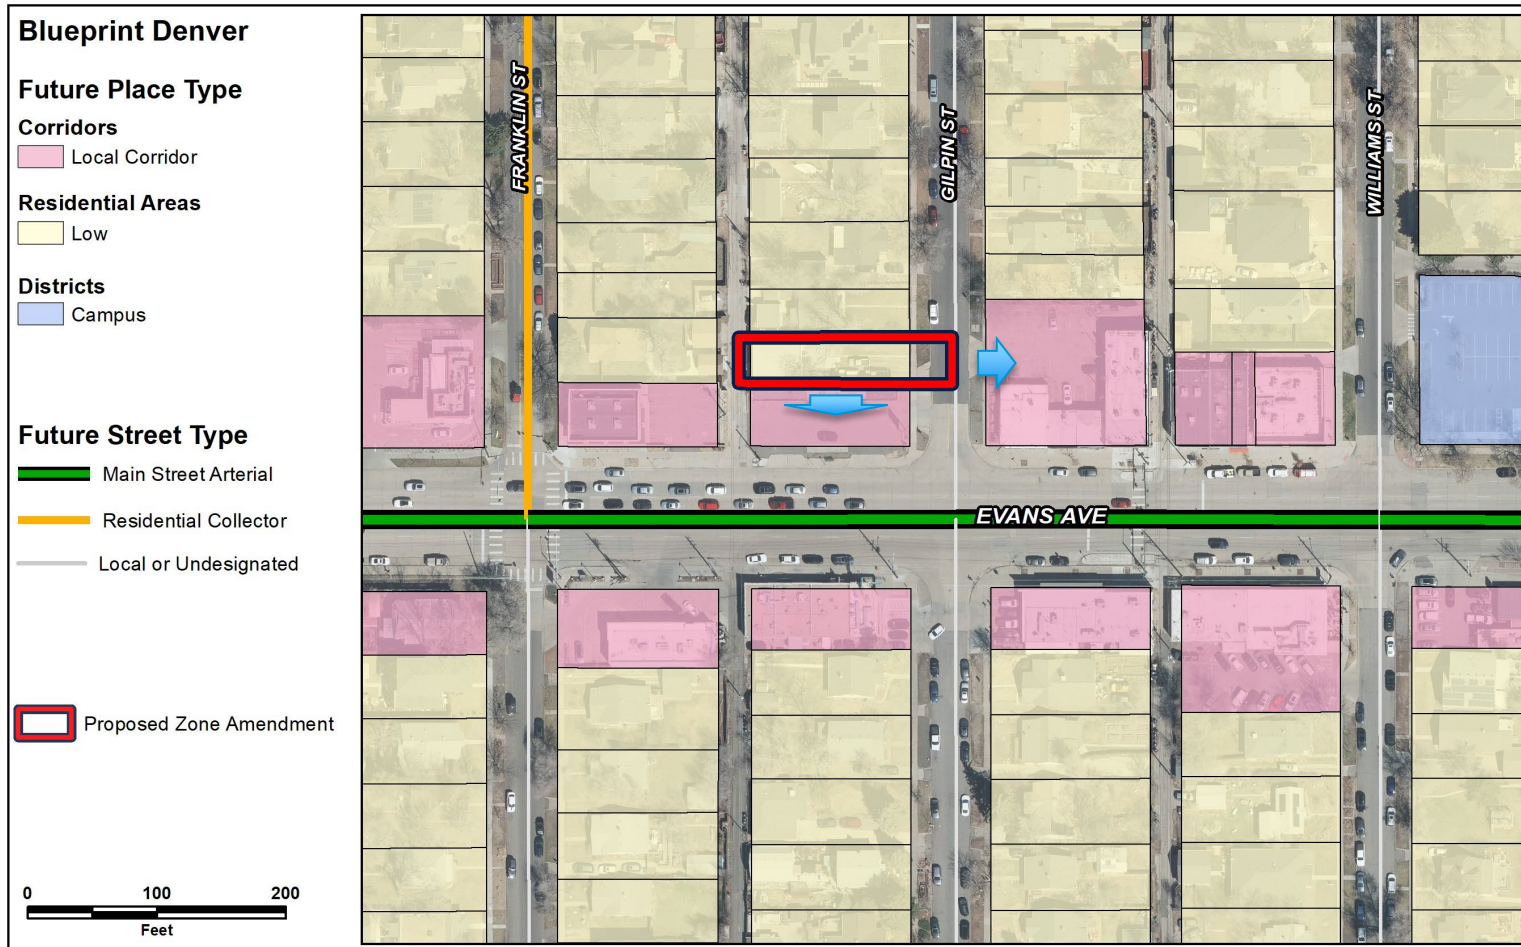 Blueprint Denver
Future Place Type
Corridors
Local Corridor
Residential Areas
Low
Districts
Campus
Future Street Type
Main Street Arterial
Residential Collector
Local or Undesignated
Proposed Zone Amendment
0 100 200
Feet
FRANKLIN ST
GILPIN ST
WILLIAMS ST
EVANS AVE